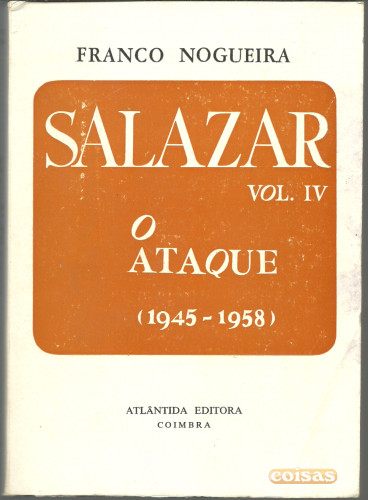 FRANCO NOGUEIRA
SALAZAR
VOL. IV
O
ATAQUE
(1945-1958)
ATLÂNTIDA EDITORA
COIMBRA
coisas